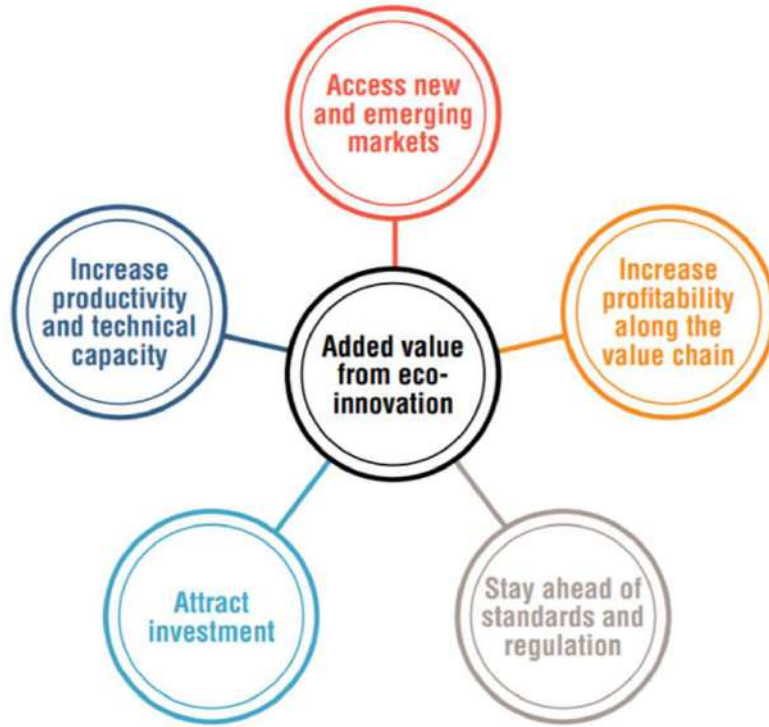 Access new
and emerging
markets
Increase
productivity
and technical
capacity
Increase
profitability
along the
value chain
Added value
from eco-
innovation
Attract
investment
Stay ahead of
standards and
regulation